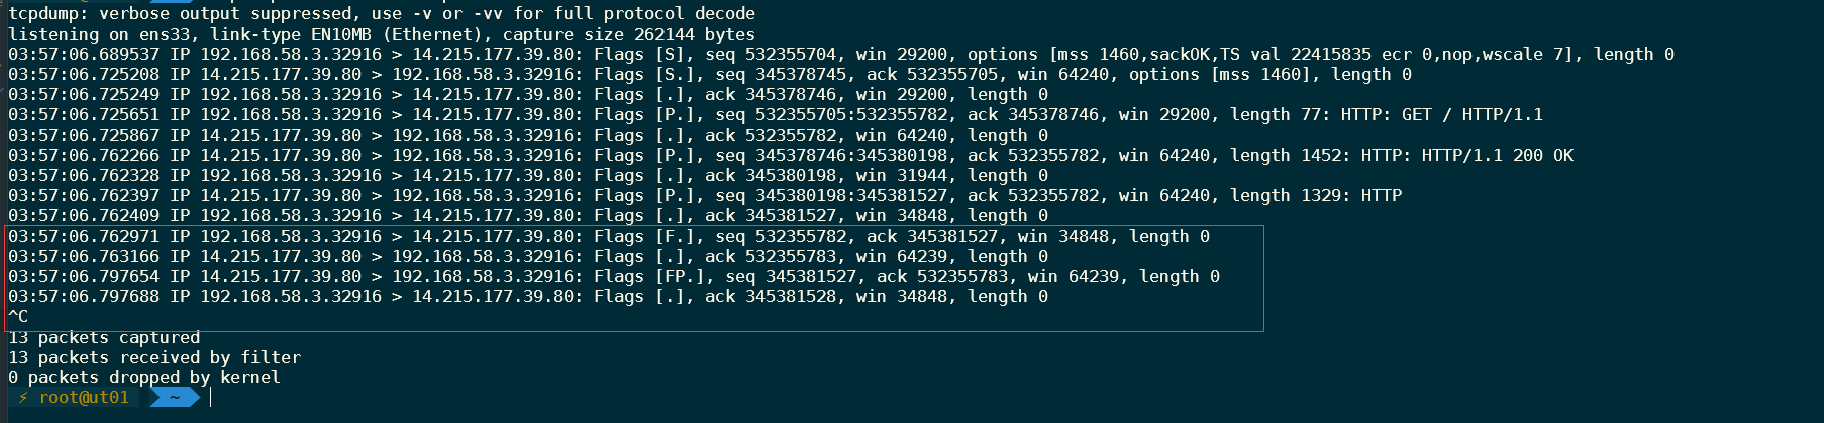 tcpdump: verbose output suppressed, use -v or -vv for full protocol decode
listening on ens33, link-type EN10MB (Ethernet), capture size 262144 bytes
03:57:06.689537 IP 192.168.58.3.32916 > 14.215.177.39.80: Flags [S], seq 532355704, win 29200, options [mss 1460,sackOK,TS val 22415835 ecr 0,nop,wscale 7], length 0
03:57:06.725208 IP 14.215.177.39.80 > 192.168.58.3.32916: Flags [S.], seq 345378745, ack 532355705, win 64240, options [mss 1460], length 0
03:57:06.725249 IP 192.168.58.3.32916 > 14.215.177.39.80: Flags [.], ack 345378746, win 29200, length 0
03:57:06.725651 IP 192.168.58.3.32916 > 14.215.177.39.80: Flags [P.], seq 532355705:532355782, ack 345378746, win 29200, length 77: HTTP: GET / HTTP/1.1
03:57:06.725867 IP 14.215.177.39.80 > 192.168.58.3.32916: Flags [.], ack 532355782, win 64240, length 0
03:57:06.762266 IP 14.215.177.39.80 > 192.168.58.3.32916: Flags [P.], seq 345378746:345380198, ack 532355782, win 64240, length 1452: HTTP: HTTP/1.1 200 OK
03:57:06.762328 IP 192.168.58.3.32916 > 14.215.177.39.80: Flags [.], ack 345380198, win 31944, length 0
03:57:06.762397 IP 14.215.177.39.80 > 192.168.58.3.32916: Flags [P.], seq 345380198:345381527, ack 532355782, win 64240, length 1329: HTTP
03:57:06.762409 IP 192.168.58.3.32916 > 14.215.177.39.80: Flags [.], ack 345381527, win 34848, length 0
03:57:06.762971 IP 192.168.58.3.32916 > 14.215.177.39.80: Flags [F.], seq 532355782, ack 345381527, win 34848, length 0
03:57:06.763166 IP 14.215.177.39.80 > 192.168.58.3.32916: Flags [.], ack 532355783, win 64239, length 0
03:57:06.797654 IP 14.215.177.39.80 > 192.168.58.3.32916: Flags [FP.], seq 345381527, ack 532355783, win 64239, length 0
03:57:06.797688 IP 192.168.58.3.32916 > 14.215.177.39.80: Flags [.], ack 345381528, win 34848, length 0
^C
13 packets captured
13 packets received by filter
0 packets dropped by kernel
⚡ root@ut01 ~